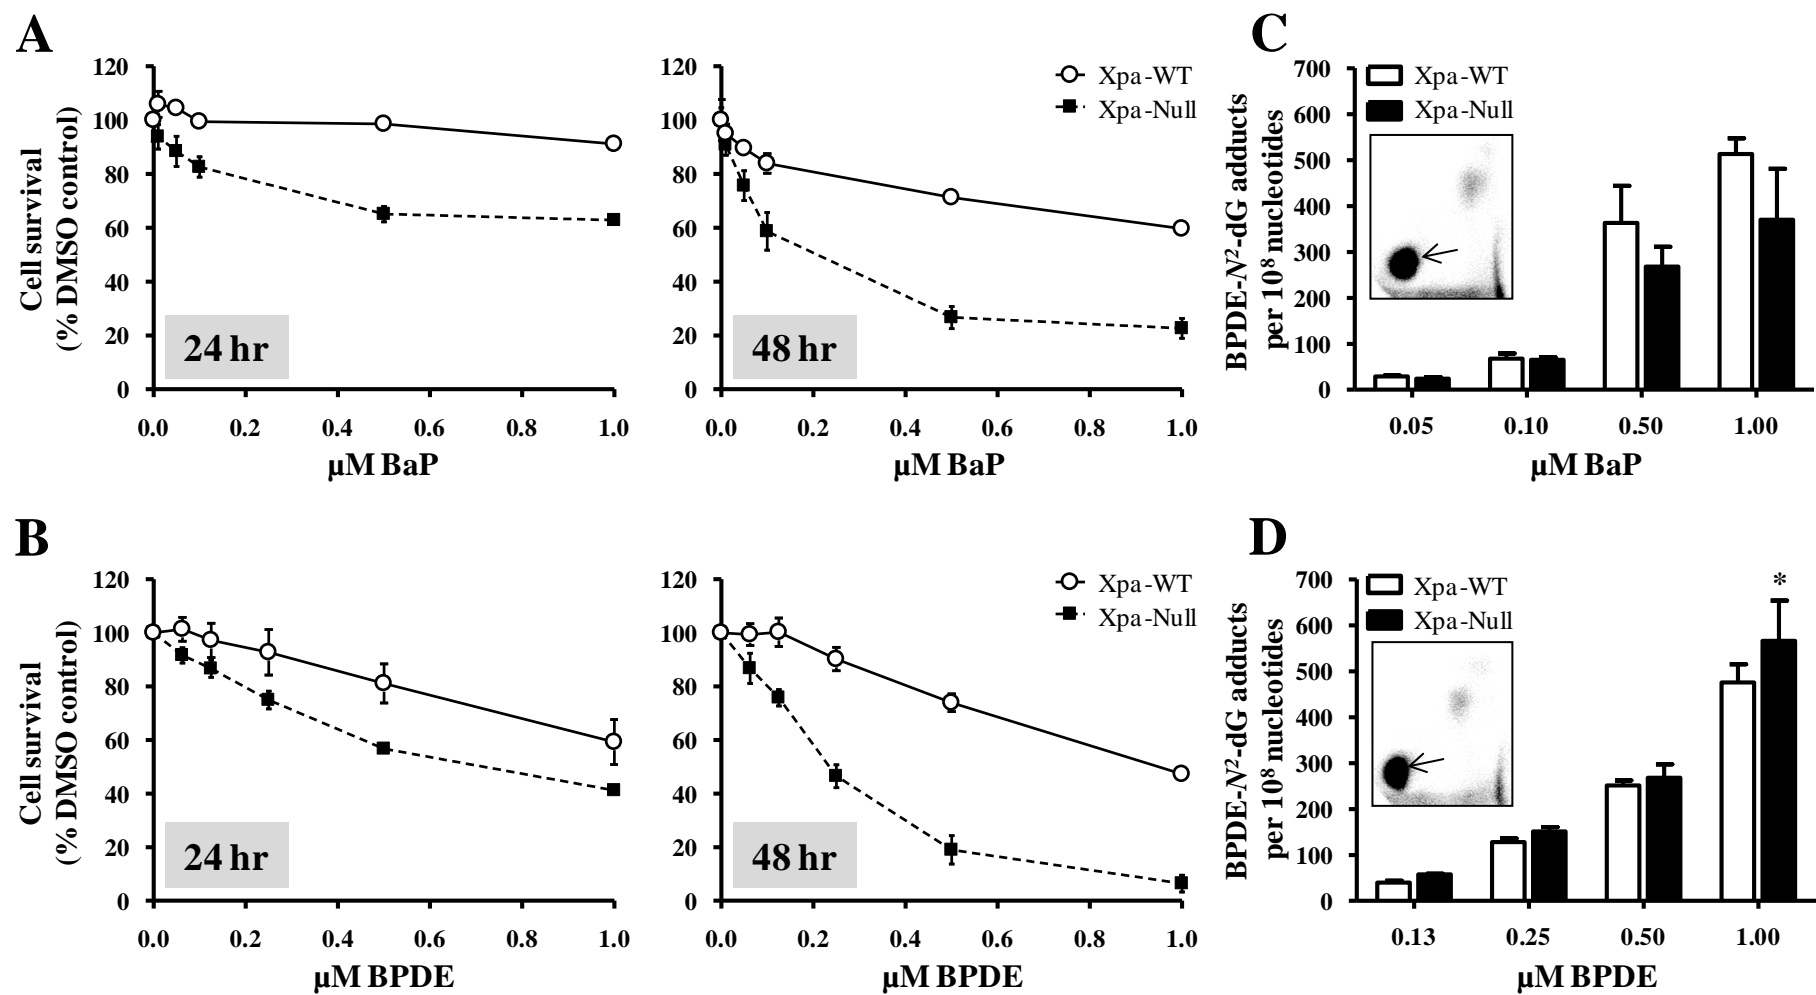 A
120
100
80
60
40
20
0
Cell survival
(% DMSO control)
24 hr
0.0 0.2 0.4 0.6 0.8 1.0
µM BaP
120
100
80
60
40
20
0
Xpa-WT
Xpa-Null
48 hr
0.0 0.2 0.4 0.6 0.8 1.0
µM BaP
C
700
600
500
400
300
200
100
0
BPDE-N²-dG adducts
per 10⁸ nucleotides
Xpa-WT
Xpa-Null
0.05 0.10 0.50 1.00
µM BaP
B
120
100
80
60
40
20
0
Cell survival
(% DMSO control)
24 hr
0.0 0.2 0.4 0.6 0.8 1.0
µM BPDE
120
100
80
60
40
20
0
Xpa-WT
Xpa-Null
48 hr
0.0 0.2 0.4 0.6 0.8 1.0
µM BPDE
D
700
600
500
400
300
200
100
0
BPDE-N²-dG adducts
per 10⁸ nucleotides
Xpa-WT
Xpa-Null
*
0.13 0.25 0.50 1.00
µM BPDE